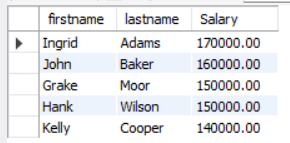 firstname lastname Salary
Ingrid Adams 170000.00
John Baker 160000.00
Grake Moor 150000.00
Hank Wilson 150000.00
Kelly Cooper 140000.00